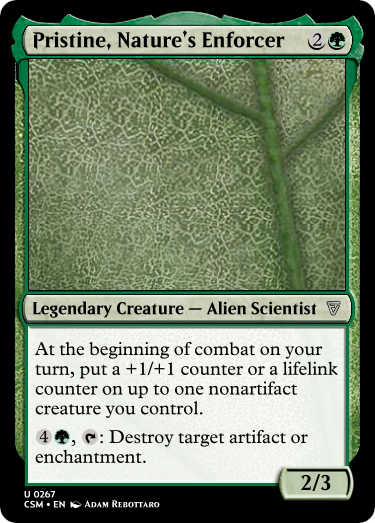 Pristine, Nature's Enforcer 2
Legendary Creature — Alien Scientist
At the beginning of combat on your
turn, put a +1/+1 counter or a lifelink
counter on up to one nonartifact
creature you control.
4, : Destroy target artifact or
enchantment.
2/3
U 0267
CSM • EN Adam Rebottaro